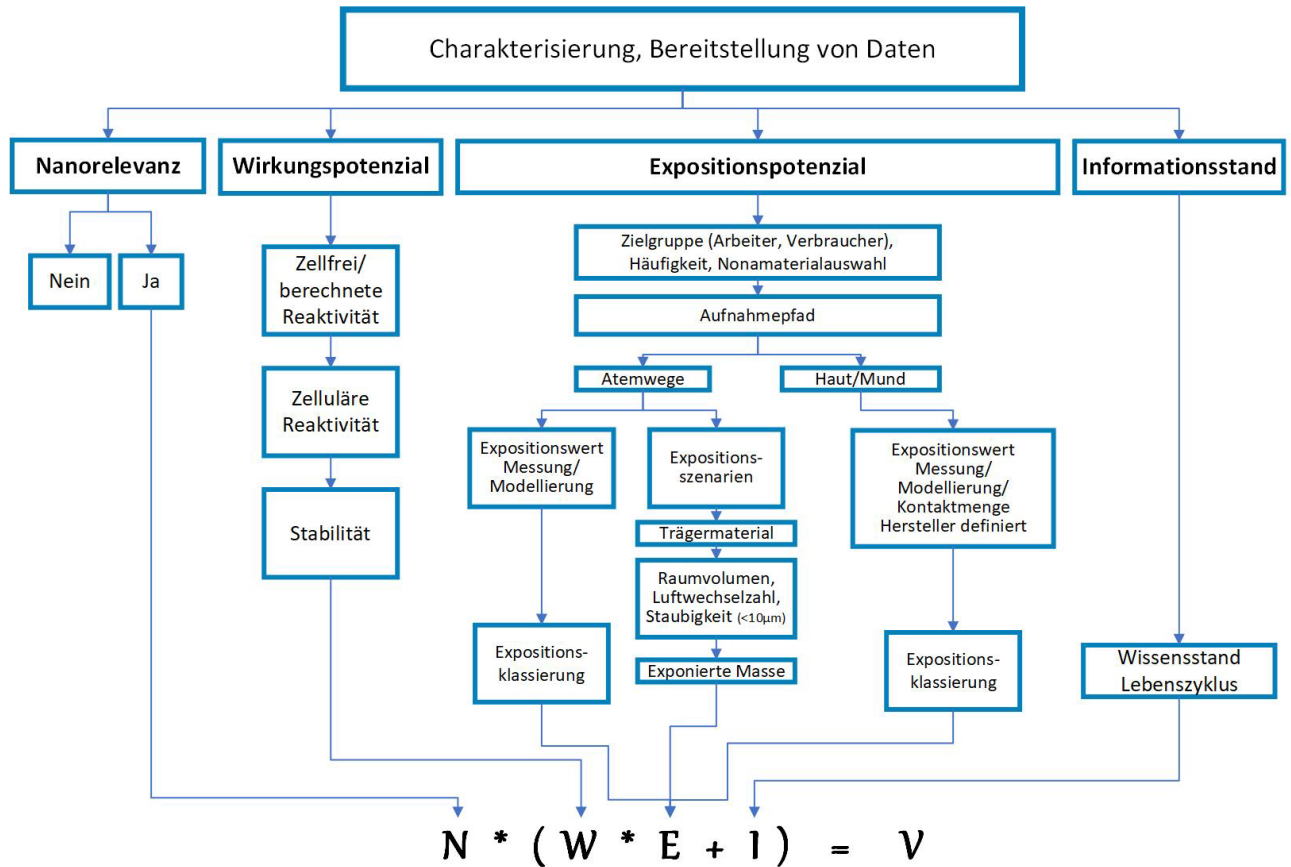 Charakterisierung, Bereitstellung von Daten
Nanorelevanz
Wirkungspotenzial
Expositionspotenzial
Informationsstand
Nein
Ja
Zellfrei/
berechnete
Reaktivität
Zelluläre
Reaktivität
Stabilität
Zielgruppe (Arbeiter, Verbraucher),
Häufigkeit, Nonamaterialauswahl
Aufnahmepfad
Atemwege
Haut/Mund
Expositionswert
Messung/
Modellierung
Expositions-
szenarien
Expositionswert
Messung/
Modellierung/
Kontaktmenge
Hersteller definiert
Trägermaterial
Raumvolumen,
Luftwechselzahl,
Staubigkeit (<10µm)
Expositions-
klassierung
Exponierte Masse
Expositions-
klassierung
Wissensstand
Lebenszyklus
N * ( W * E + I ) = V